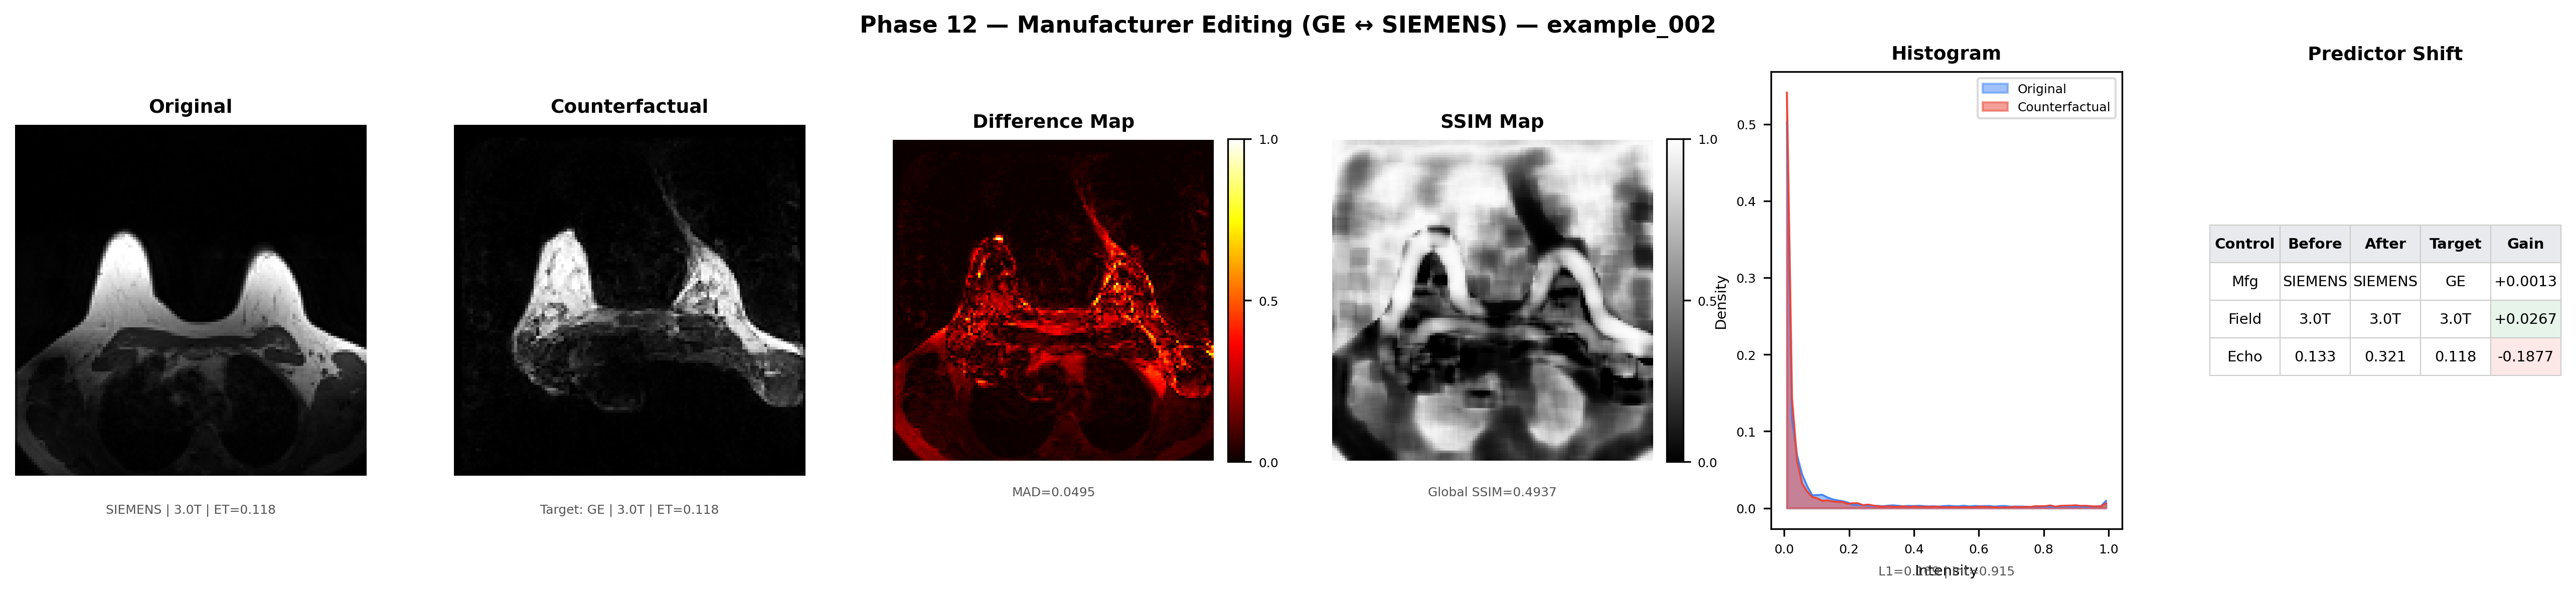 Phase 12 — Manufacturer Editing (GE ↔ SIEMENS) — example_002
Original
SIEMENS | 3.0T | ET=0.118
Counterfactual
Target: GE | 3.0T | ET=0.118
Difference Map
1.0
0.5
0.0
MAD=0.0495
SSIM Map
1.0
0.5
0.0
Global SSIM=0.4937
Histogram
Original
Counterfactual
Density
0.5
0.4
0.3
0.2
0.1
0.0
0.0 0.2 0.4 0.6 0.8 1.0
Intensity
Predictor Shift
Control Before After Target Gain
Mfg SIEMENS SIEMENS GE +0.0013
Field 3.0T 3.0T 3.0T +0.0267
Echo 0.133 0.321 0.118 -0.1877